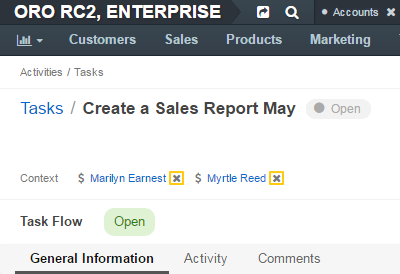 ORO RC2, ENTERPRISE • Accounts ×
Customers Sales Products Marketing
Activities / Tasks
Tasks / Create a Sales Report May Open
Context $ Marilyn Earnest × $ Myrtle Reed ×
Task Flow Open
General Information Activity Comments